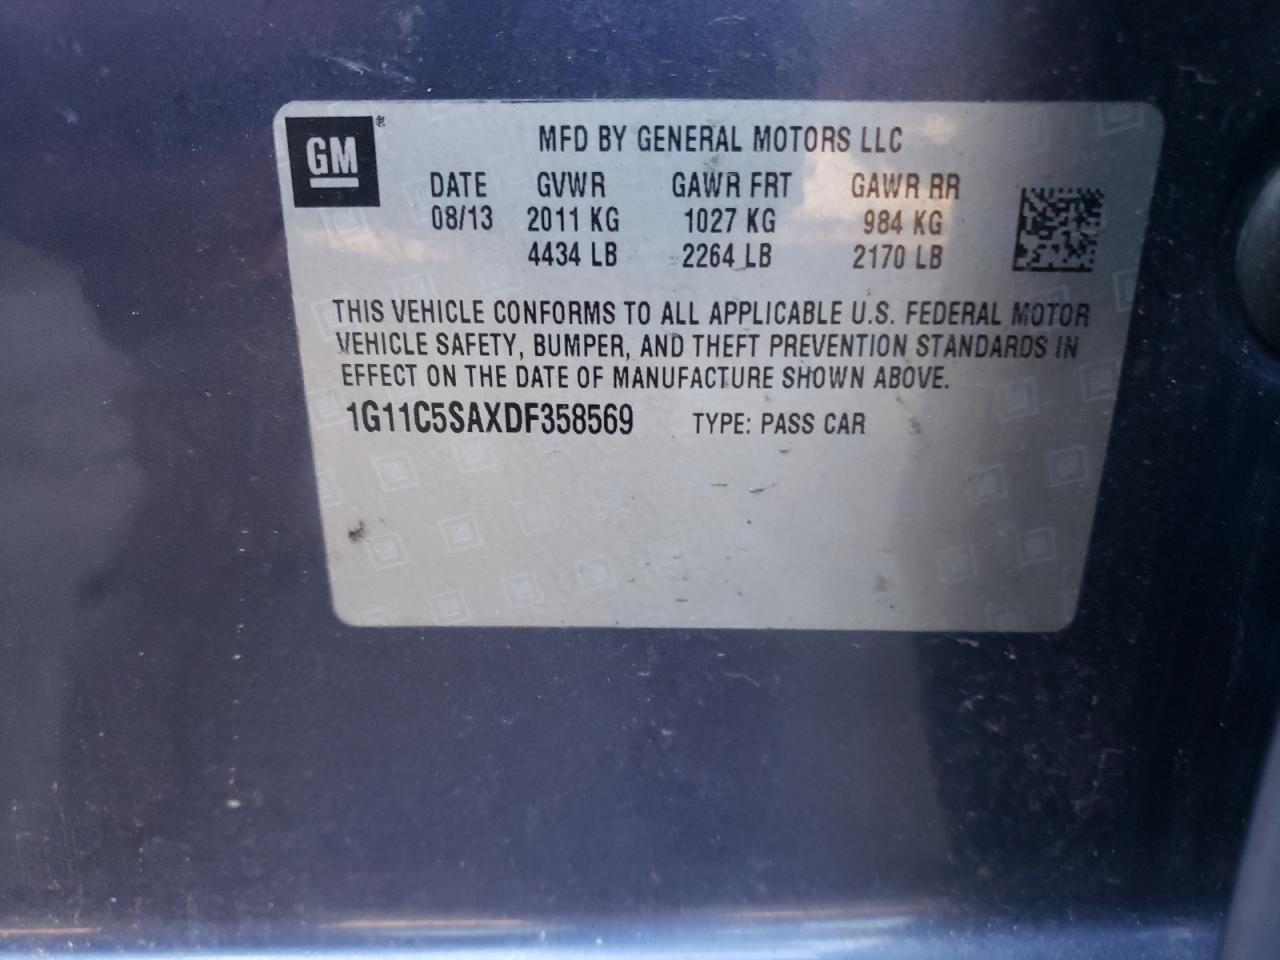 GM®
MFD BY GENERAL MOTORS LLC
DATE GVWR GAWR FRT GAWR RR
08/13 2011 KG 1027 KG 984 KG
4434 LB 2264 LB 2170 LB
THIS VEHICLE CONFORMS TO ALL APPLICABLE U.S. FEDERAL MOTOR
VEHICLE SAFETY, BUMPER, AND THEFT PREVENTION STANDARDS IN
EFFECT ON THE DATE OF MANUFACTURE SHOWN ABOVE.
1G11C5SAXDF358569 TYPE: PASS CAR